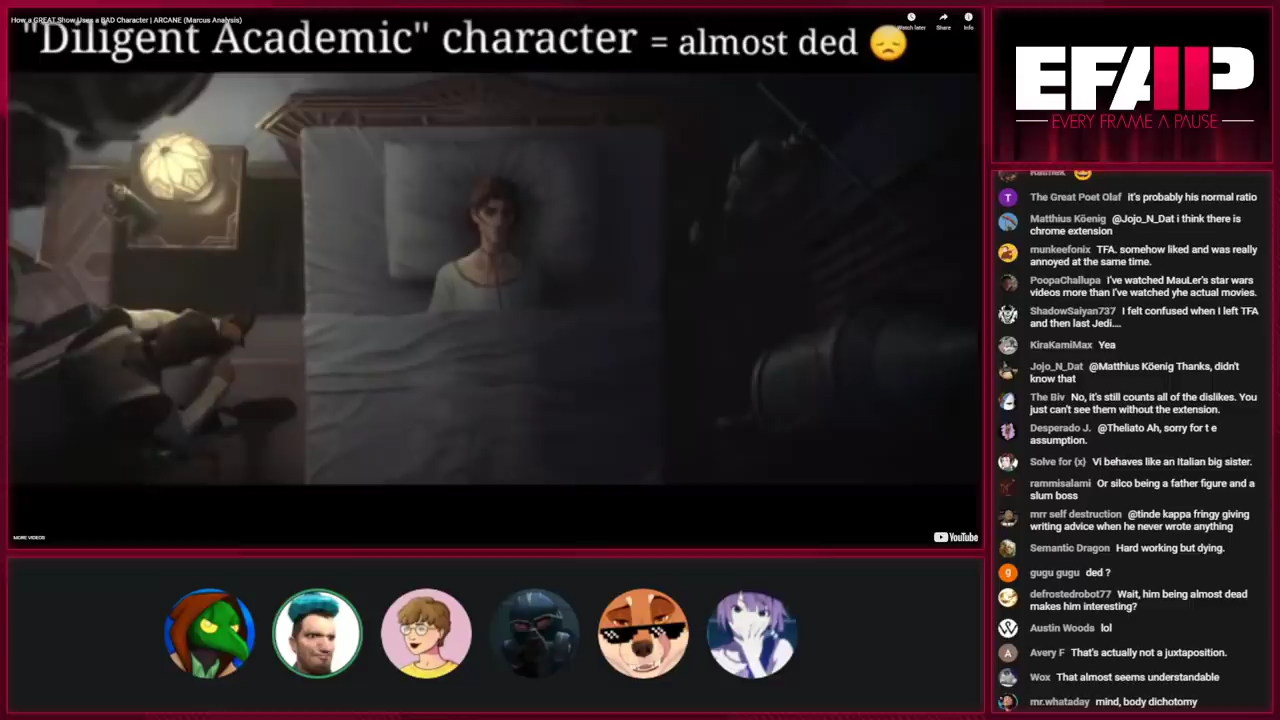 How a GREAT Show Uses a BAD Character | ARCANE (Marcus Analysis)
Watch later
Share
Info
"Diligent Academic" character = almost ded 😞
MORE VIDEOS
YouTube
EFAP
EVERY FRAME A PAUSE
The Great Poet Olaf it's probably his normal ratio
Matthius Köenig @Jojo_N_Dat i think there is
chrome extension
munkeefonix TFA. somehow liked and was really
annoyed at the same time.
PoopaChallupa I've watched MauLer's star wars
videos more than I've watched yhe actual movies.
ShadowSaiyan737 I felt confused when I left TFA
and then last Jedi....
KiraKamiMax Yea
Jojo_N_Dat @Matthius Köenig Thanks, didn't
know that
The Biv No, it's still counts all of the dislikes. You
just can't see them without the extension.
Desperado J. @Theliato Ah, sorry for t e
assumption.
Solve for {x} Vi behaves like an Italian big sister.
rammisalami Or silco being a father figure and a
slum boss
mrr self destruction @tinde kappa fringy giving
writing advice when he never wrote anything
Semantic Dragon Hard working but dying.
gugu gugu ded ?
defrostedrobot77 Wait, him being almost dead
makes him interesting?
Austin Woods lol
Avery F That's actually not a juxtaposition.
Wox That almost seems understandable
mr.whataday mind, body dichotomy